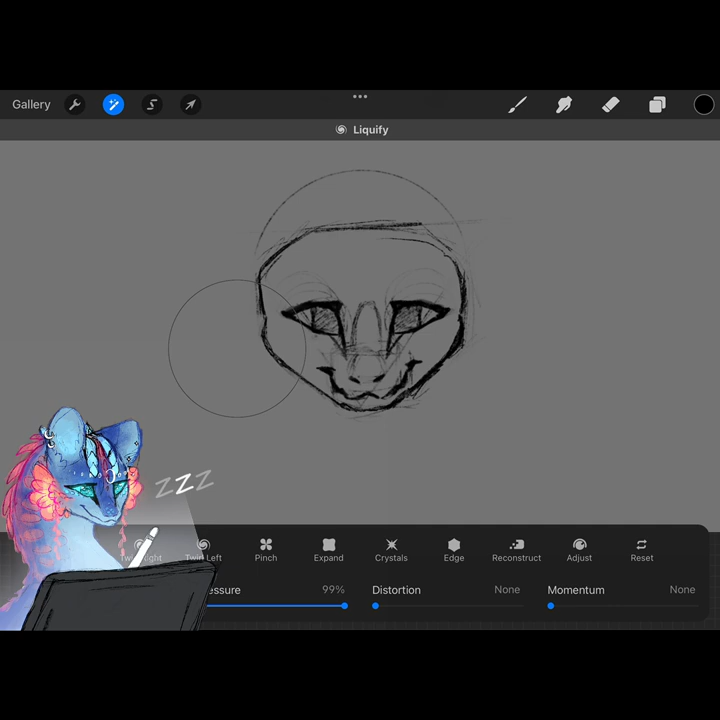 Gallery
Liquify
zzz
Pinch Expand Crystals Edge Reconstruct Adjust Reset
essure 99% Distortion None Momentum None